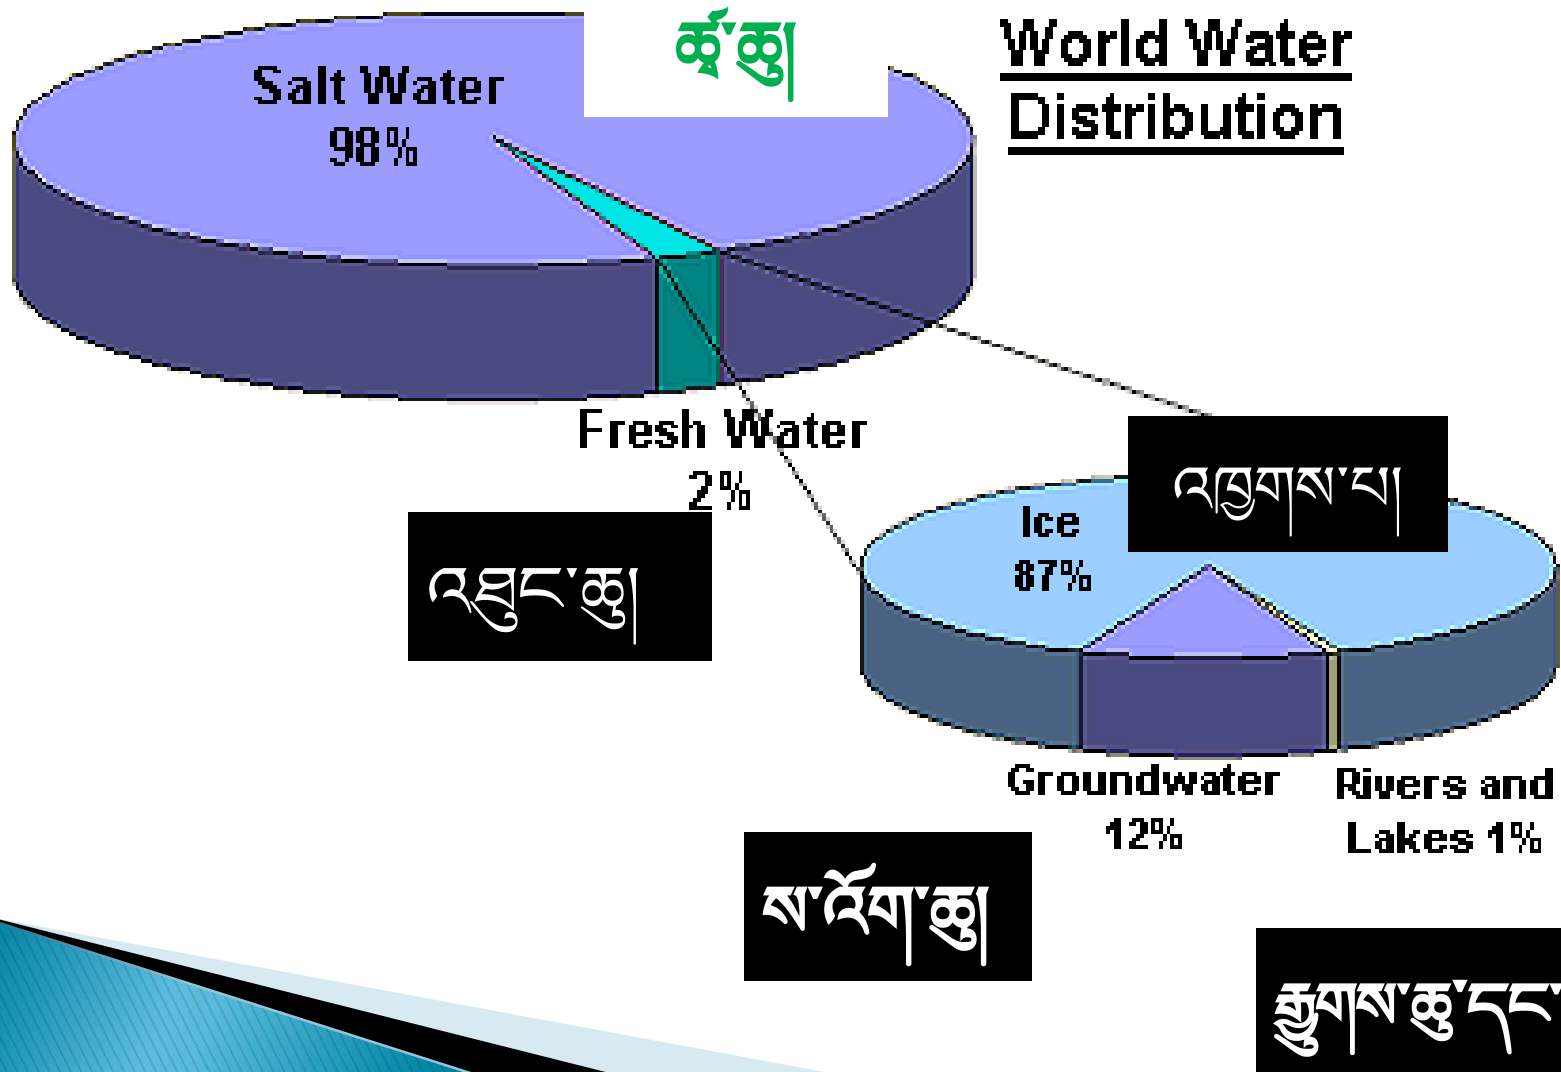 World Water
Distribution
ཚྭ་ཆུ།
Salt Water
98%
Fresh Water
2%
འཐུང་ཆུ།
འཁྱགས་པ།
Ice
87%
Groundwater
12%
Rivers and
Lakes 1%
ས་འོག་ཆུ།
རྒྱུགས་ཆུ་དང་